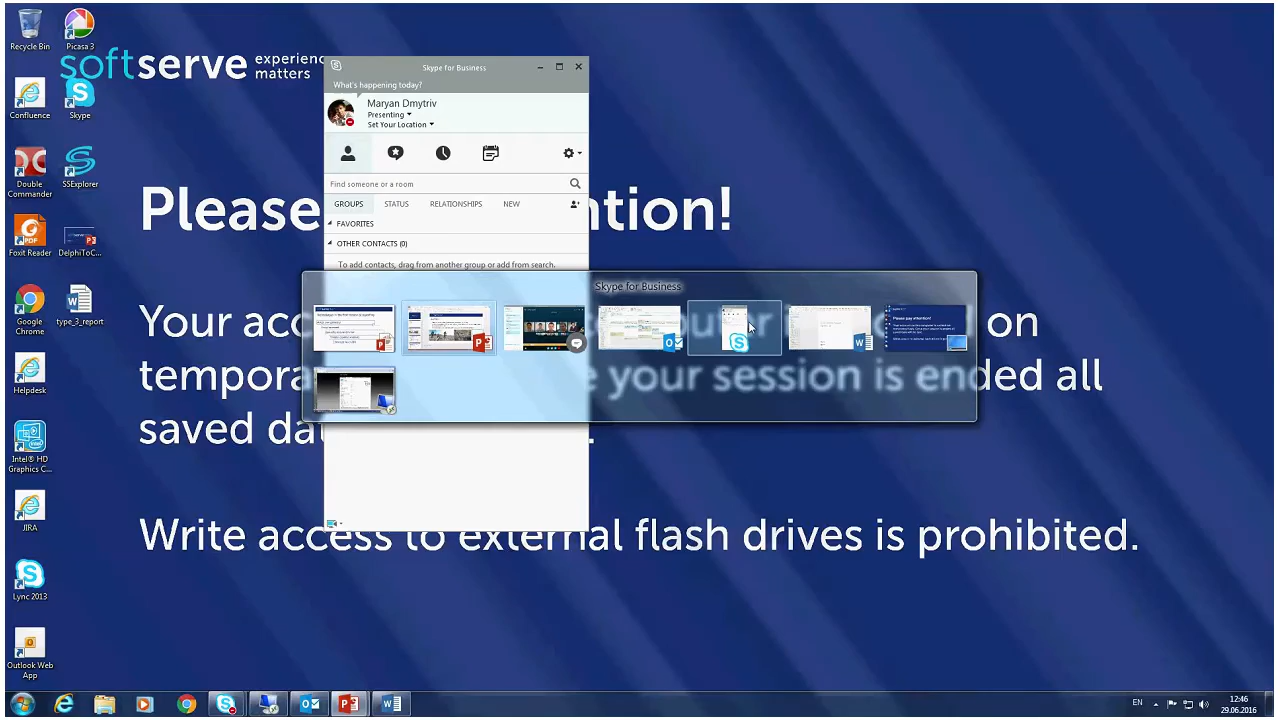 Recycle Bin
Picasa 3
softserve
experienc
matters
Confluence
Skype
Double
Commander
SSExplorer
Foxit Reader
DelphiToC...
Google
Chrome
type_3_report
Helpdesk
Intel® HD
Graphics C...
JIRA
Lync 2013
Outlook Web
App
Skype for Business
What's happening today?
Maryan Dmytriv
Presenting
Set Your Location
Find someone or a room
GROUPS STATUS RELATIONSHIPS NEW
FAVORITES
OTHER CONTACTS (0)
To add contacts, drag from another group or add from search.
Skype for Business
Please ntion!
Your acc on
temporar e your session is ended all
saved dat
Write access to external flash drives is prohibited.
EN
12:46
29.06.2016